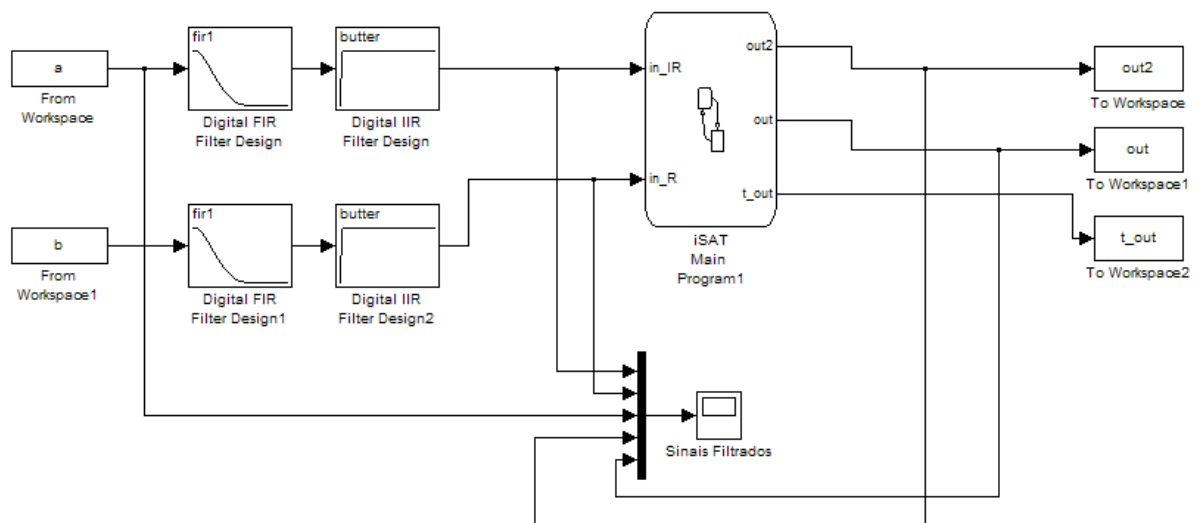 a
From
Workspace
fir1
Digital FIR
Filter Design
butter
Digital IIR
Filter Design
in_IR
in_R
out2
out
t_out
iSAT
Main
Program1
out2
To Workspace
out
To Workspace1
t_out
To Workspace2
b
From
Workspace1
fir1
Digital FIR
Filter Design1
butter
Digital IIR
Filter Design2
Sinais Filtrados